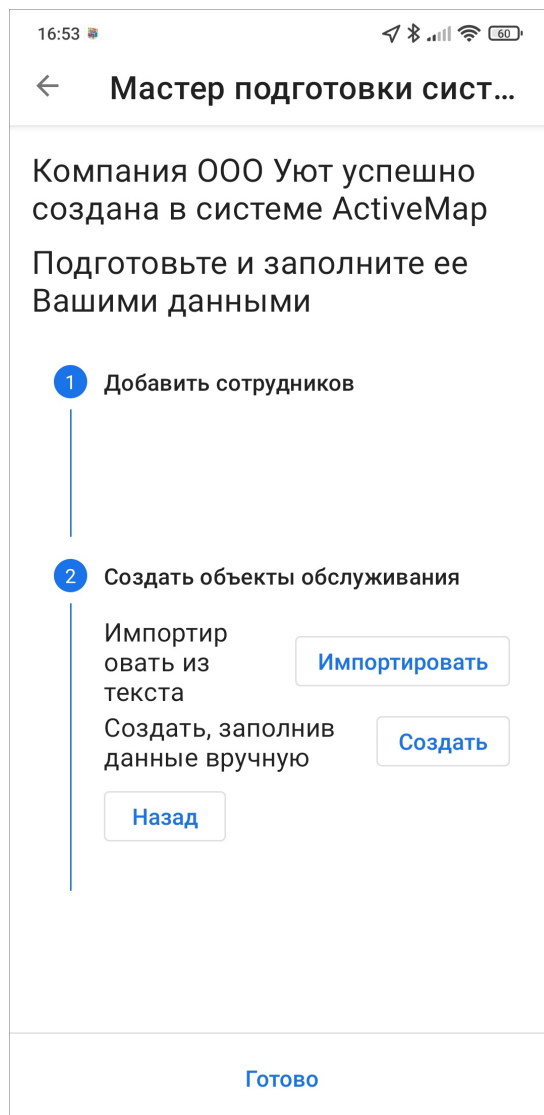 16:53
60
Мастер подготовки сист...
Компания ООО Уют успешно
создана в системе ActiveMap
Подготовьте и заполните ее
Вашими данными
1 Добавить сотрудников
2 Создать объекты обслуживания
Импортир
овать из
текста
Импортировать
Создать, заполнив
данные вручную
Создать
Назад
Готово